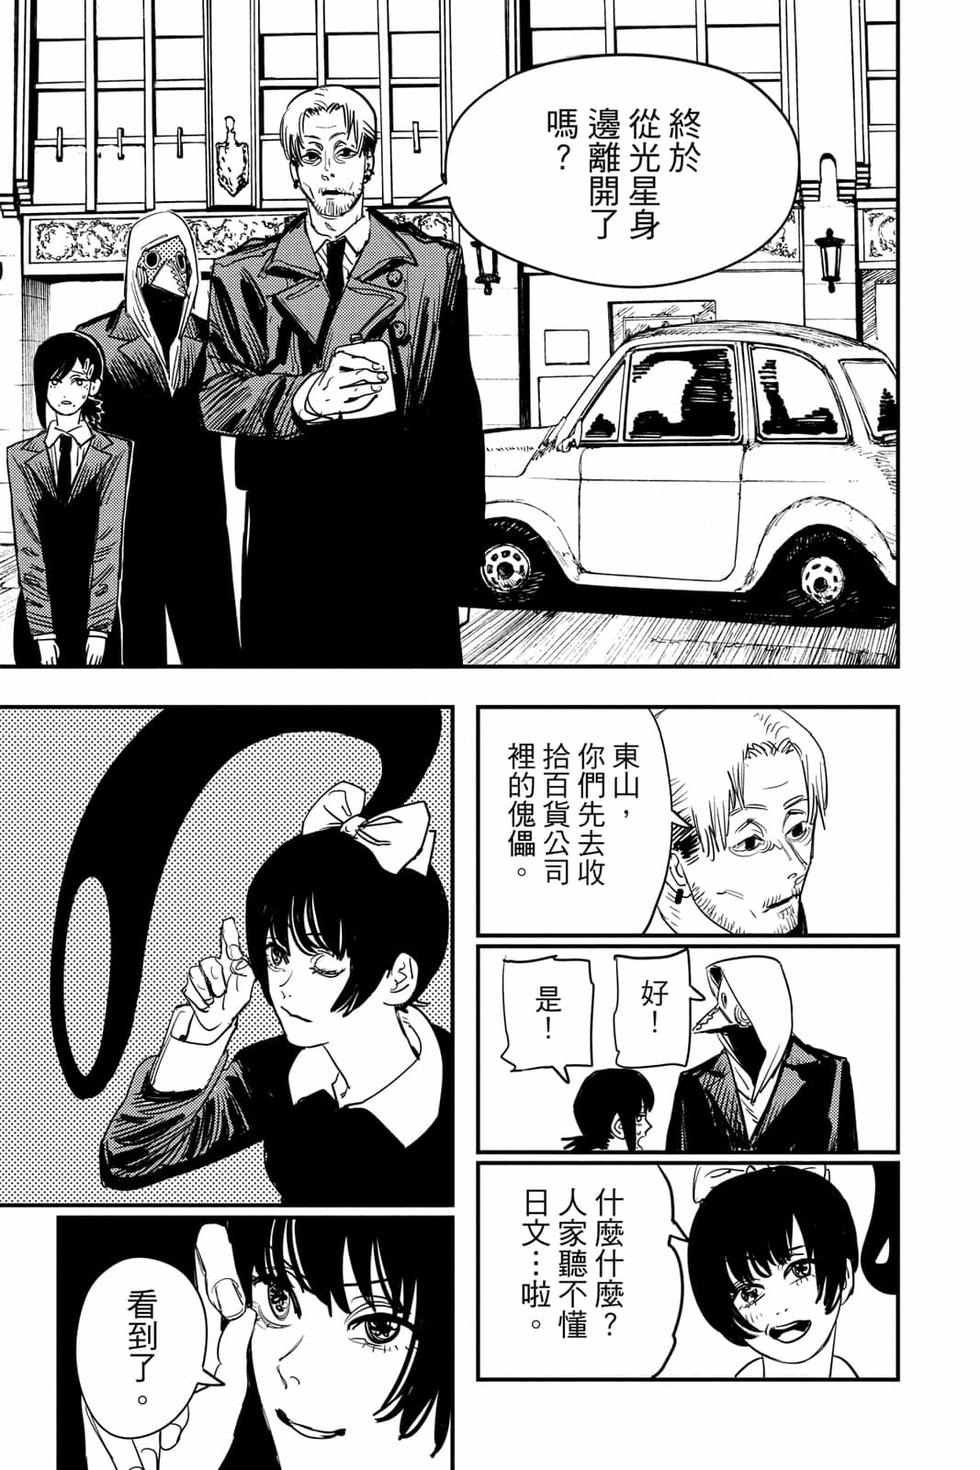 終於
從光星身
邊離開了
嗎？
東山，
你們先去收
拾百貨公司
裡的傀儡。
好！
是！
什麼什麼？
人家聽不懂
日文…啦。
看到了。